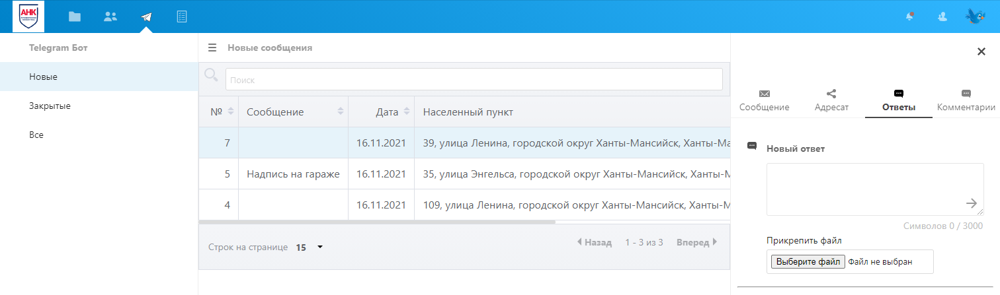 АНК
Telegram Бот
Новые
Закрытые
Все
Новые сообщения
Поиск
№ Сообщение Дата Населенный пункт
7 16.11.2021 39, улица Ленина, городской округ Ханты-Мансийск, Ханты-Ма
5 Надпись на гараже 16.11.2021 35, улица Энгельса, городской округ Ханты-Мансийск, Ханты-М
4 16.11.2021 109, улица Ленина, городской округ Ханты-Мансийск, Ханты-М
Строк на странице 15
Назад 1 - 3 из 3 Вперед
Сообщение Адресат Ответы Комментарии
Новый ответ
Символов 0 / 3000
Прикрепить файл
Выберите файл Файл не выбран